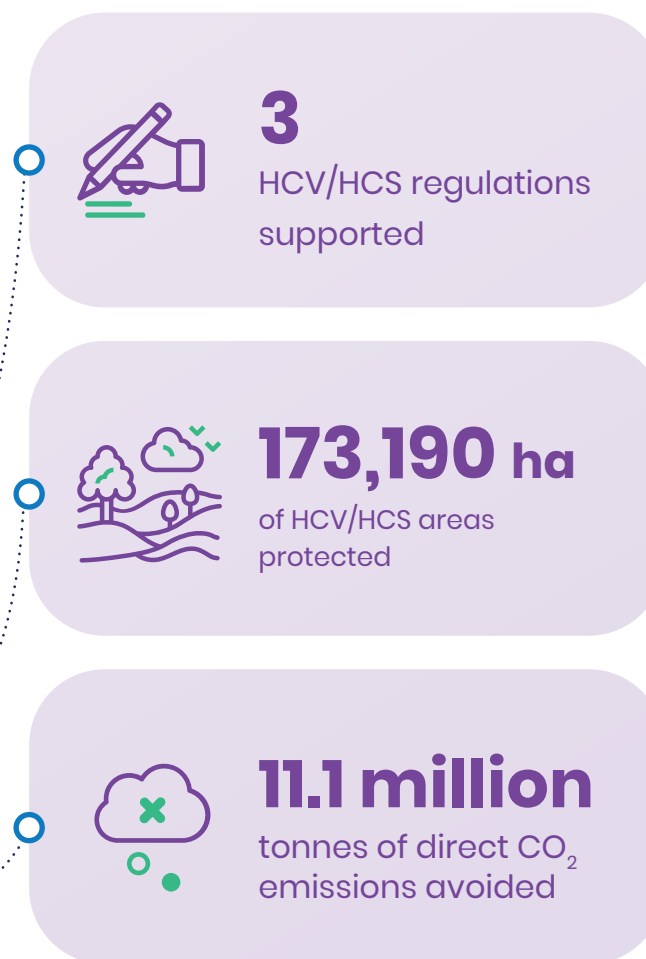 3
HCV/HCS regulations
supported
173,190 ha
of HCV/HCS areas
protected
11.1 million
tonnes of direct CO₂
emissions avoided